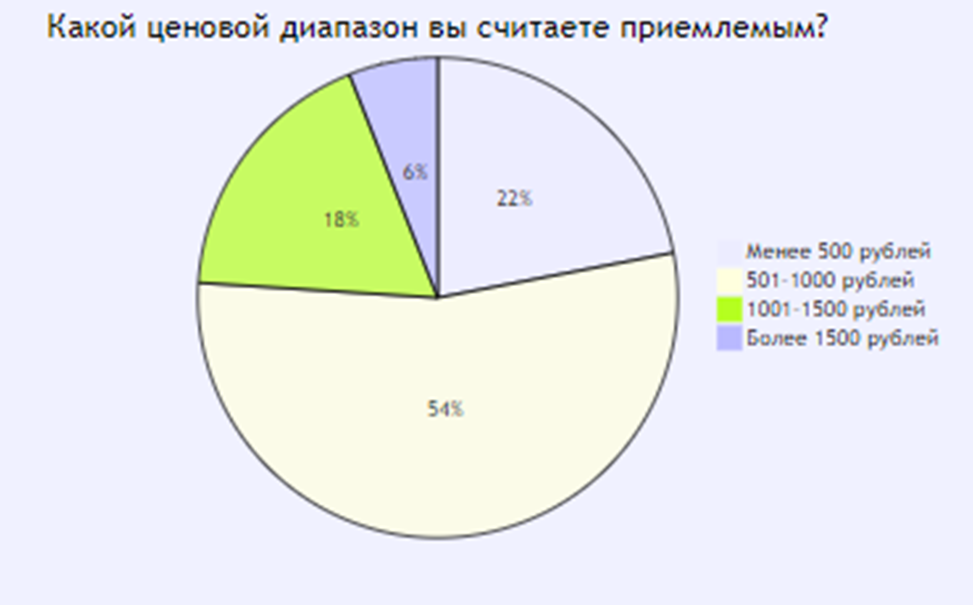 Какой ценовой диапазон вы считаете приемлемым?
6%
22%
18%
54%
Менее 500 рублей
501-1000 рублей
1001-1500 рублей
Более 1500 рублей